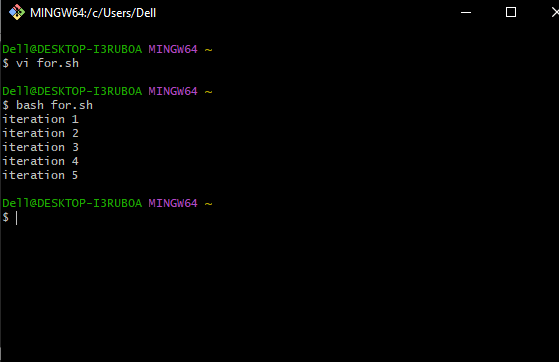 MINGW64:/c/Users/Dell
Dell@DESKTOP-I3RUBOA MINGW64 ~
$ vi for.sh
Dell@DESKTOP-I3RUBOA MINGW64 ~
$ bash for.sh
iteration 1
iteration 2
iteration 3
iteration 4
iteration 5
Dell@DESKTOP-I3RUBOA MINGW64 ~
$